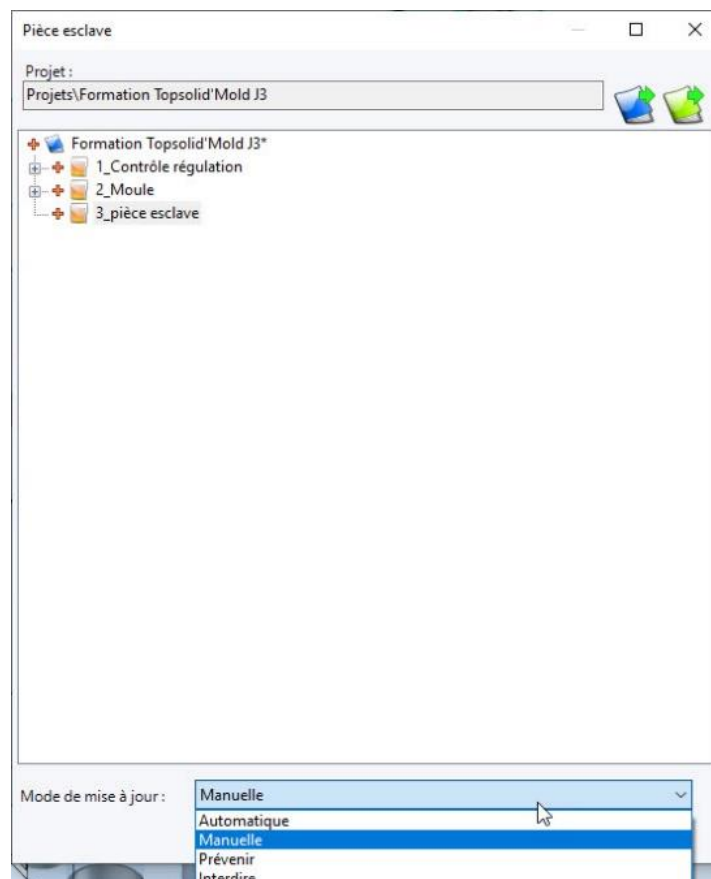 Pièce esclave
Projet :
Projets\Formation Topsolid'Mold J3
Formation Topsolid'Mold J3*
1_Contrôle régulation
2_Moule
3_pièce esclave
Mode de mise à jour :
Manuelle
Automatique
Manuelle
Prévenir
Interdire